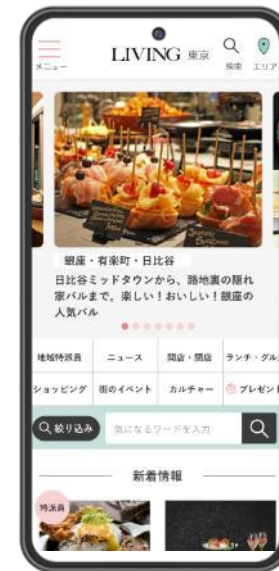 LIVING 東京
メニュー 検索 エリア
JAMMU
銀座・有楽町・日比谷
日比谷ミッドタウンから、路地裏の隠れ
家バルまで。楽しい！おいしい！銀座の
人気バル
地域特派員 ニュース 開店・閉店 ランチ・グル
ショッピング 街のイベント カルチャー プレゼント
絞り込み 気になるワードを入力
新着情報
特派員